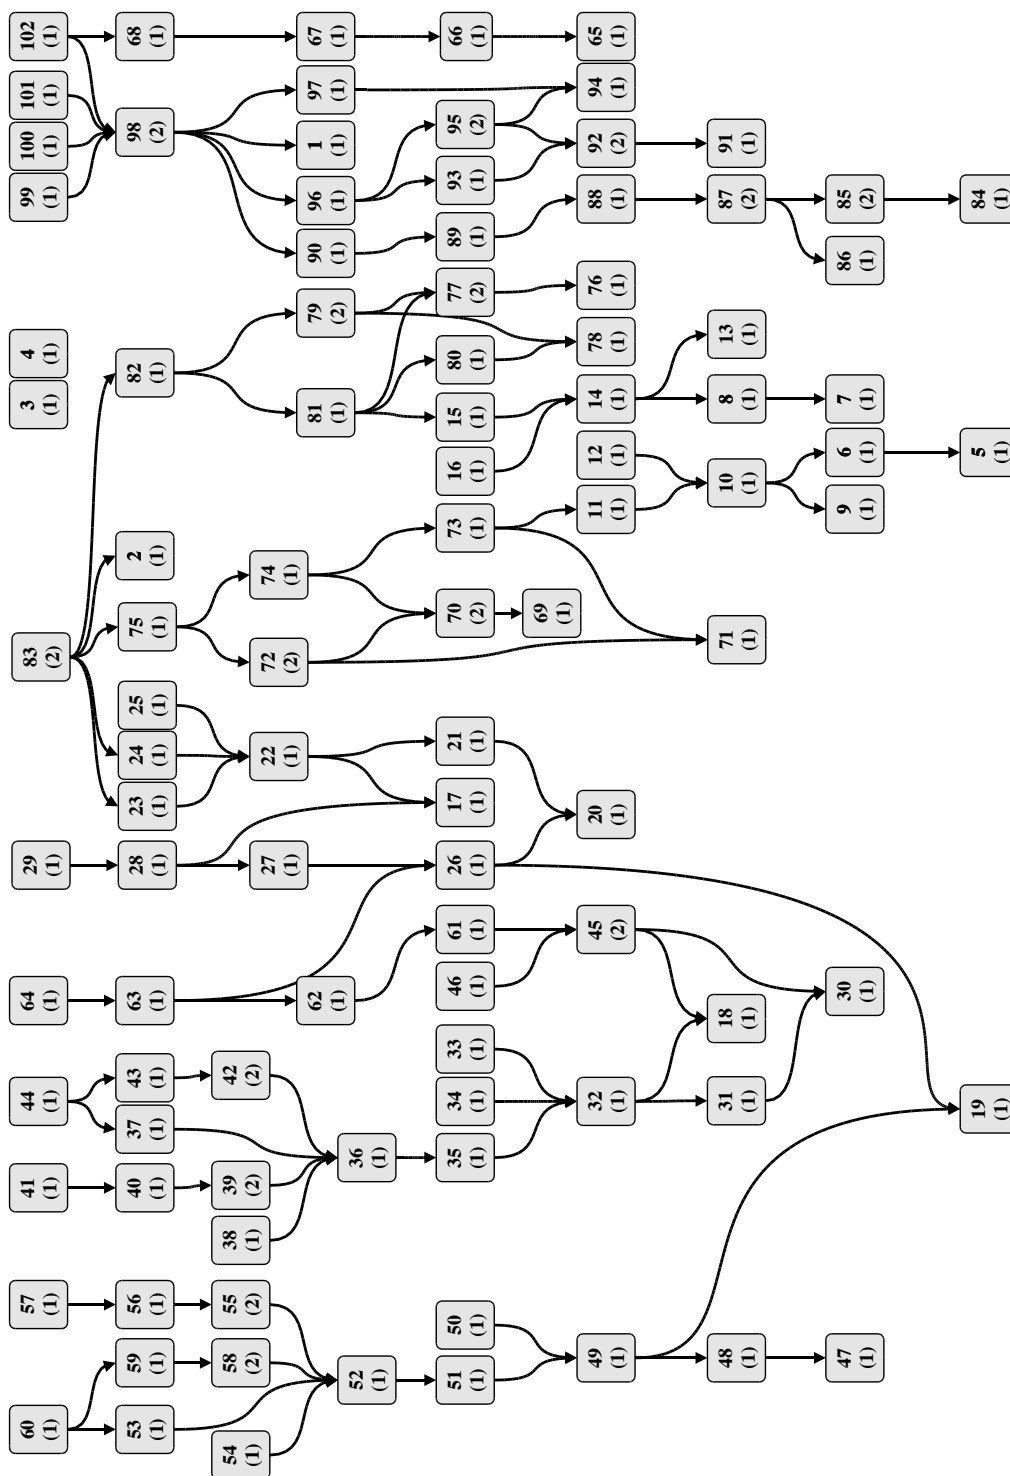 60 57 41 44 64 29 83 3 4 99 100 101 102
(1) (1) (1) (1) (1) (1) (2) (1) (1) (1) (1) (1) (1)
53 59 56 40 37 43 63 28 23 24 25 75 2 82 98 68
(1) (1) (1) (1) (1) (1) (1) (1) (1) (1) (1) (1) (1) (1) (2) (1)
54 58 55 38 39 42
(1) (2) (2) (1) (2) (2)
27 22 72 74
(1) (1) (2) (1)
62 81 79 90 96 1 97 67
(1) (1) (2) (1) (1) (1) (1) (1)
52 36
(1) (1)
51 50 35 34 33 46 61 26 17 21 70 73 16 15 80 77 89 93 95 66
(1) (1) (1) (1) (1) (1) (1) (1) (1) (1) (2) (1) (1) (1) (1) (2) (1) (1) (2) (1)
69
(1)
49 32 45 20 11 12 14 78 76 88 92 94 65
(1) (1) (2) (1) (1) (1) (1) (1) (1) (1) (2) (1) (1)
48 31 18 71 10 8 13 87 91
(1) (1) (1) (1) (1) (1) (1) (2) (1)
47 30 9 6 7 86 85
(1) (1) (1) (1) (1) (1) (2)
19 5 84
(1) (1) (1)